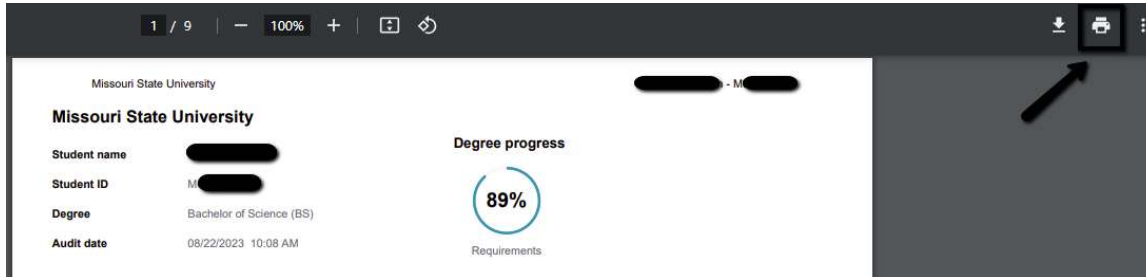 1 / 9 | − 100% + |
Missouri State University - M
Missouri State University
Student name
Degree progress
Student ID M
89%
Degree Bachelor of Science (BS)
Audit date 08/22/2023 10:08 AM
Requirements